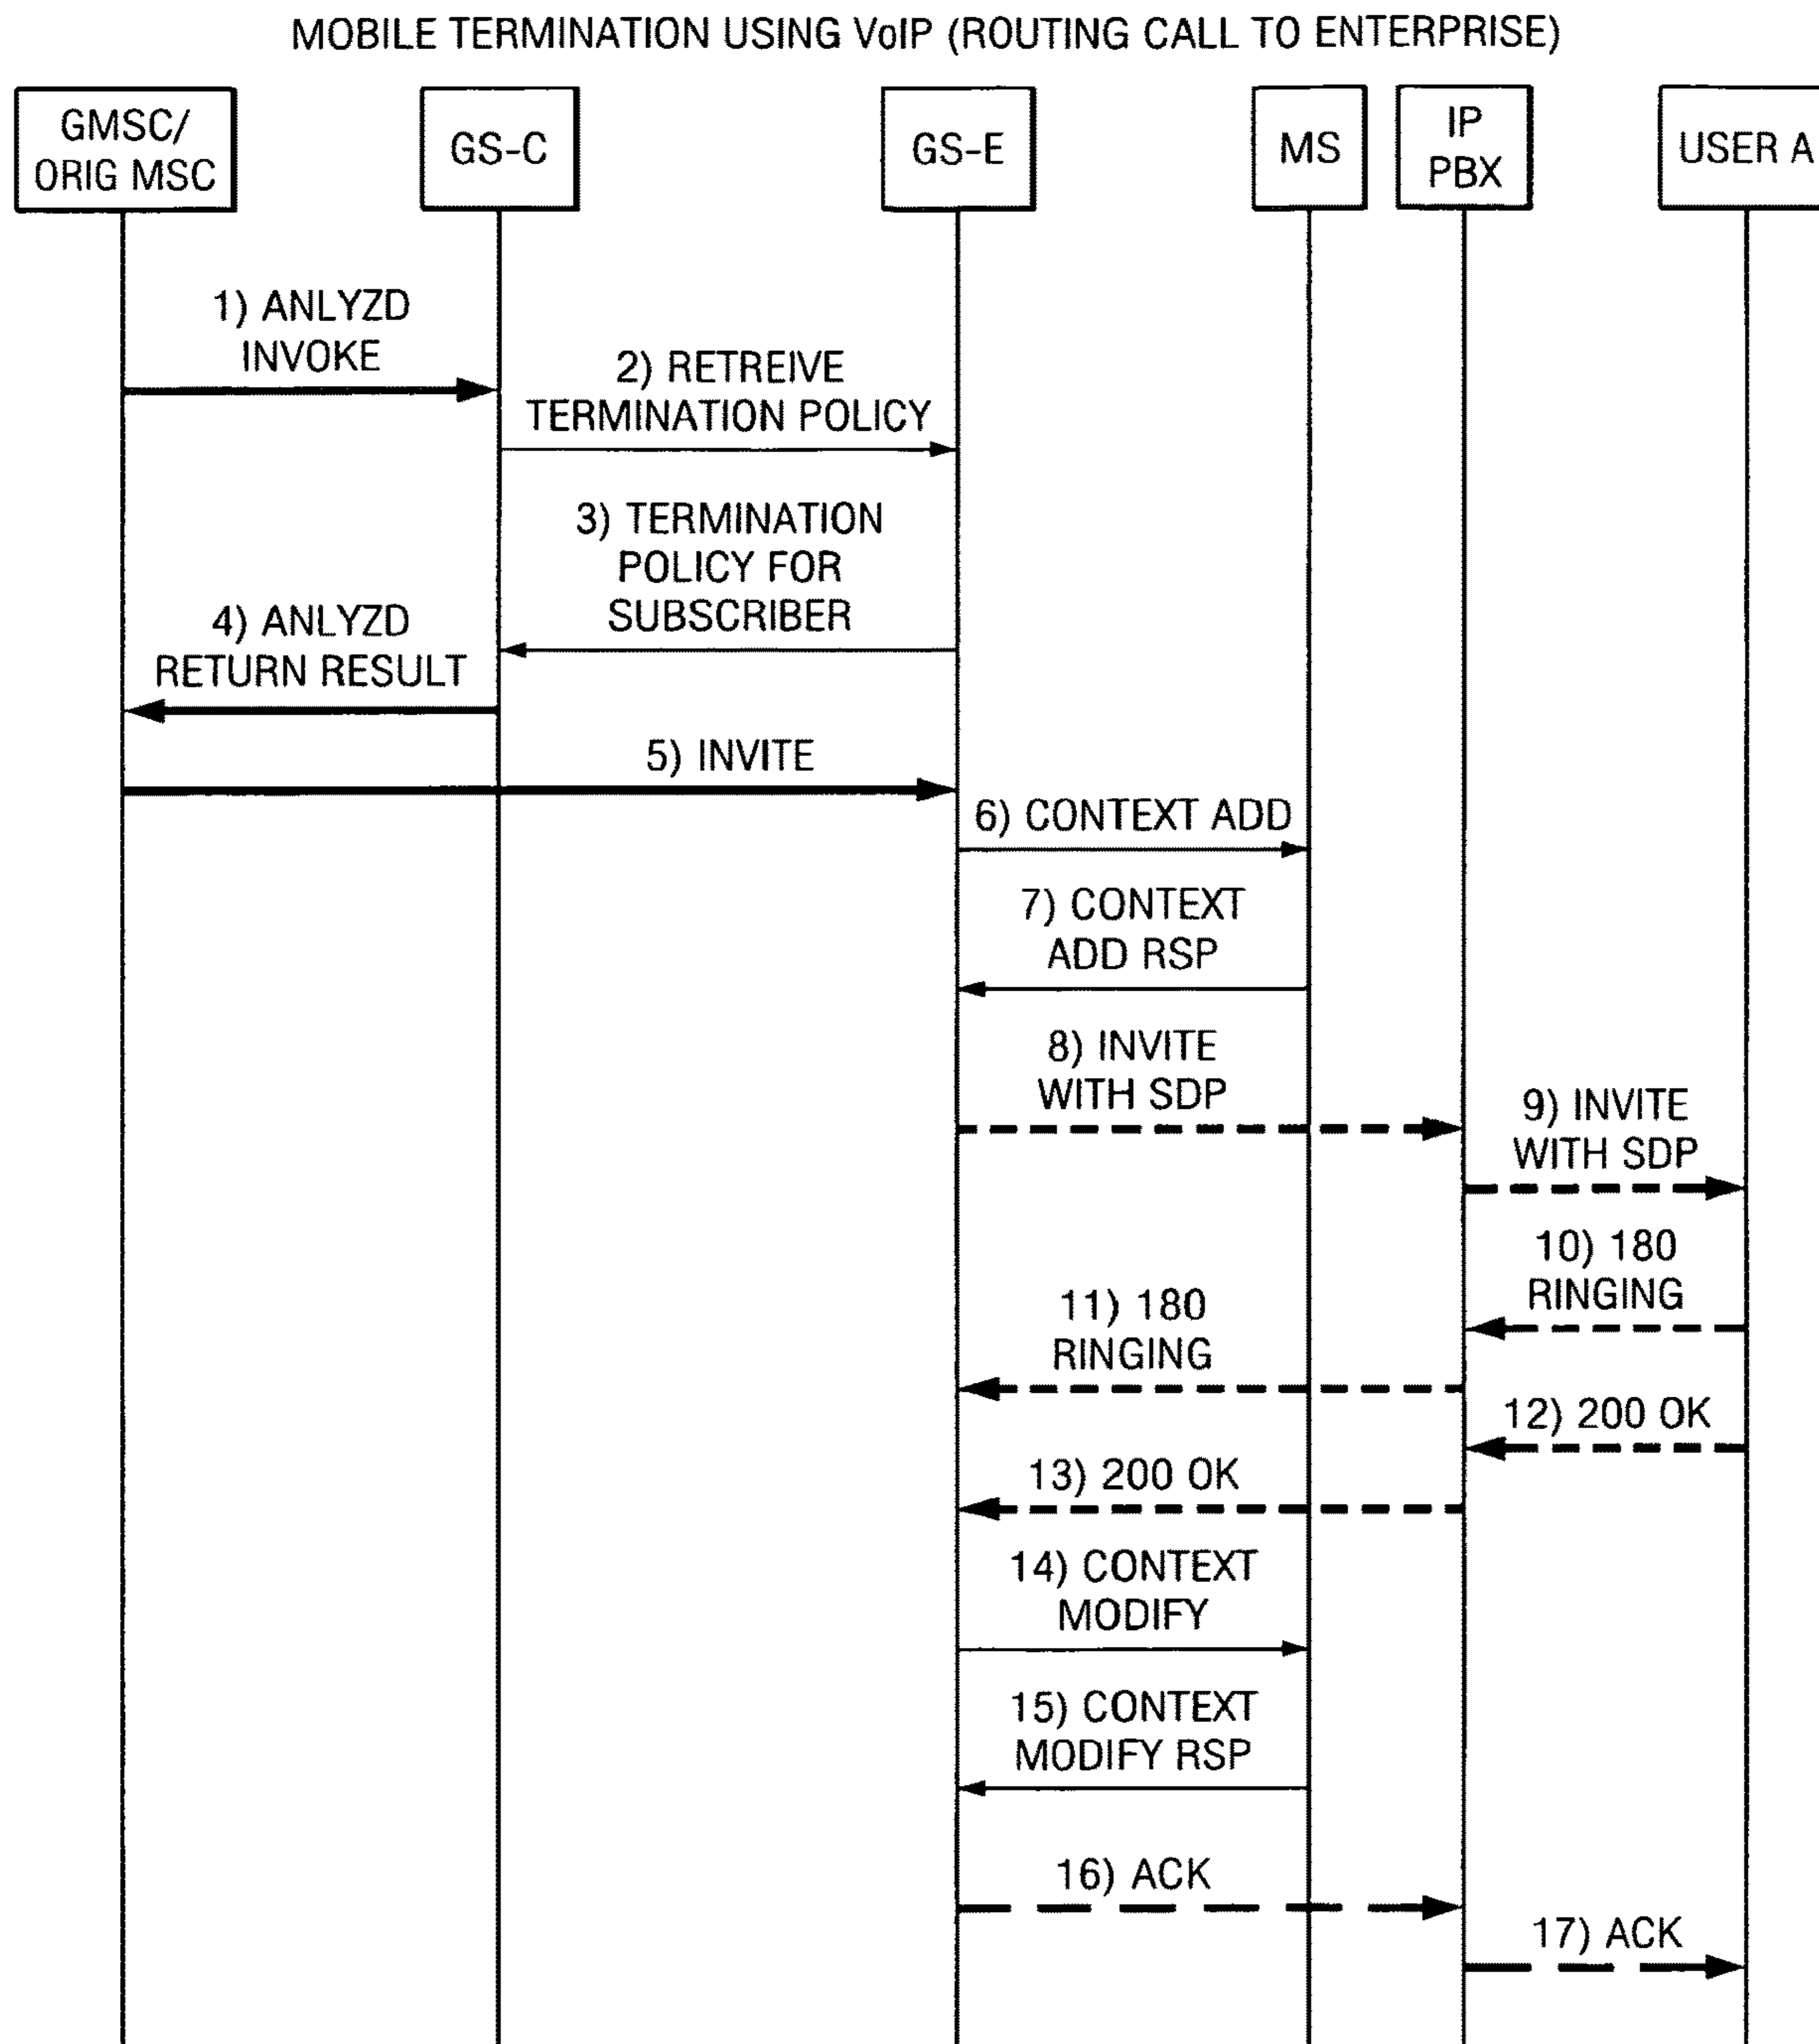 MOBILE TERMINATION USING VoIP (ROUTING CALL TO ENTERPRISE)
GMSC/
ORIG MSC
GS-C
GS-E
MS
IP
PBX
USER A
1) ANLYZD
INVOKE
2) RETREIVE
TERMINATION POLICY
3) TERMINATION
POLICY FOR
SUBSCRIBER
4) ANLYZD
RETURN RESULT
5) INVITE
6) CONTEXT ADD
7) CONTEXT
ADD RSP
8) INVITE
WITH SDP
9) INVITE
WITH SDP
10) 180
RINGING
11) 180
RINGING
12) 200 OK
13) 200 OK
14) CONTEXT
MODIFY
15) CONTEXT
MODIFY RSP
16) ACK
17) ACK